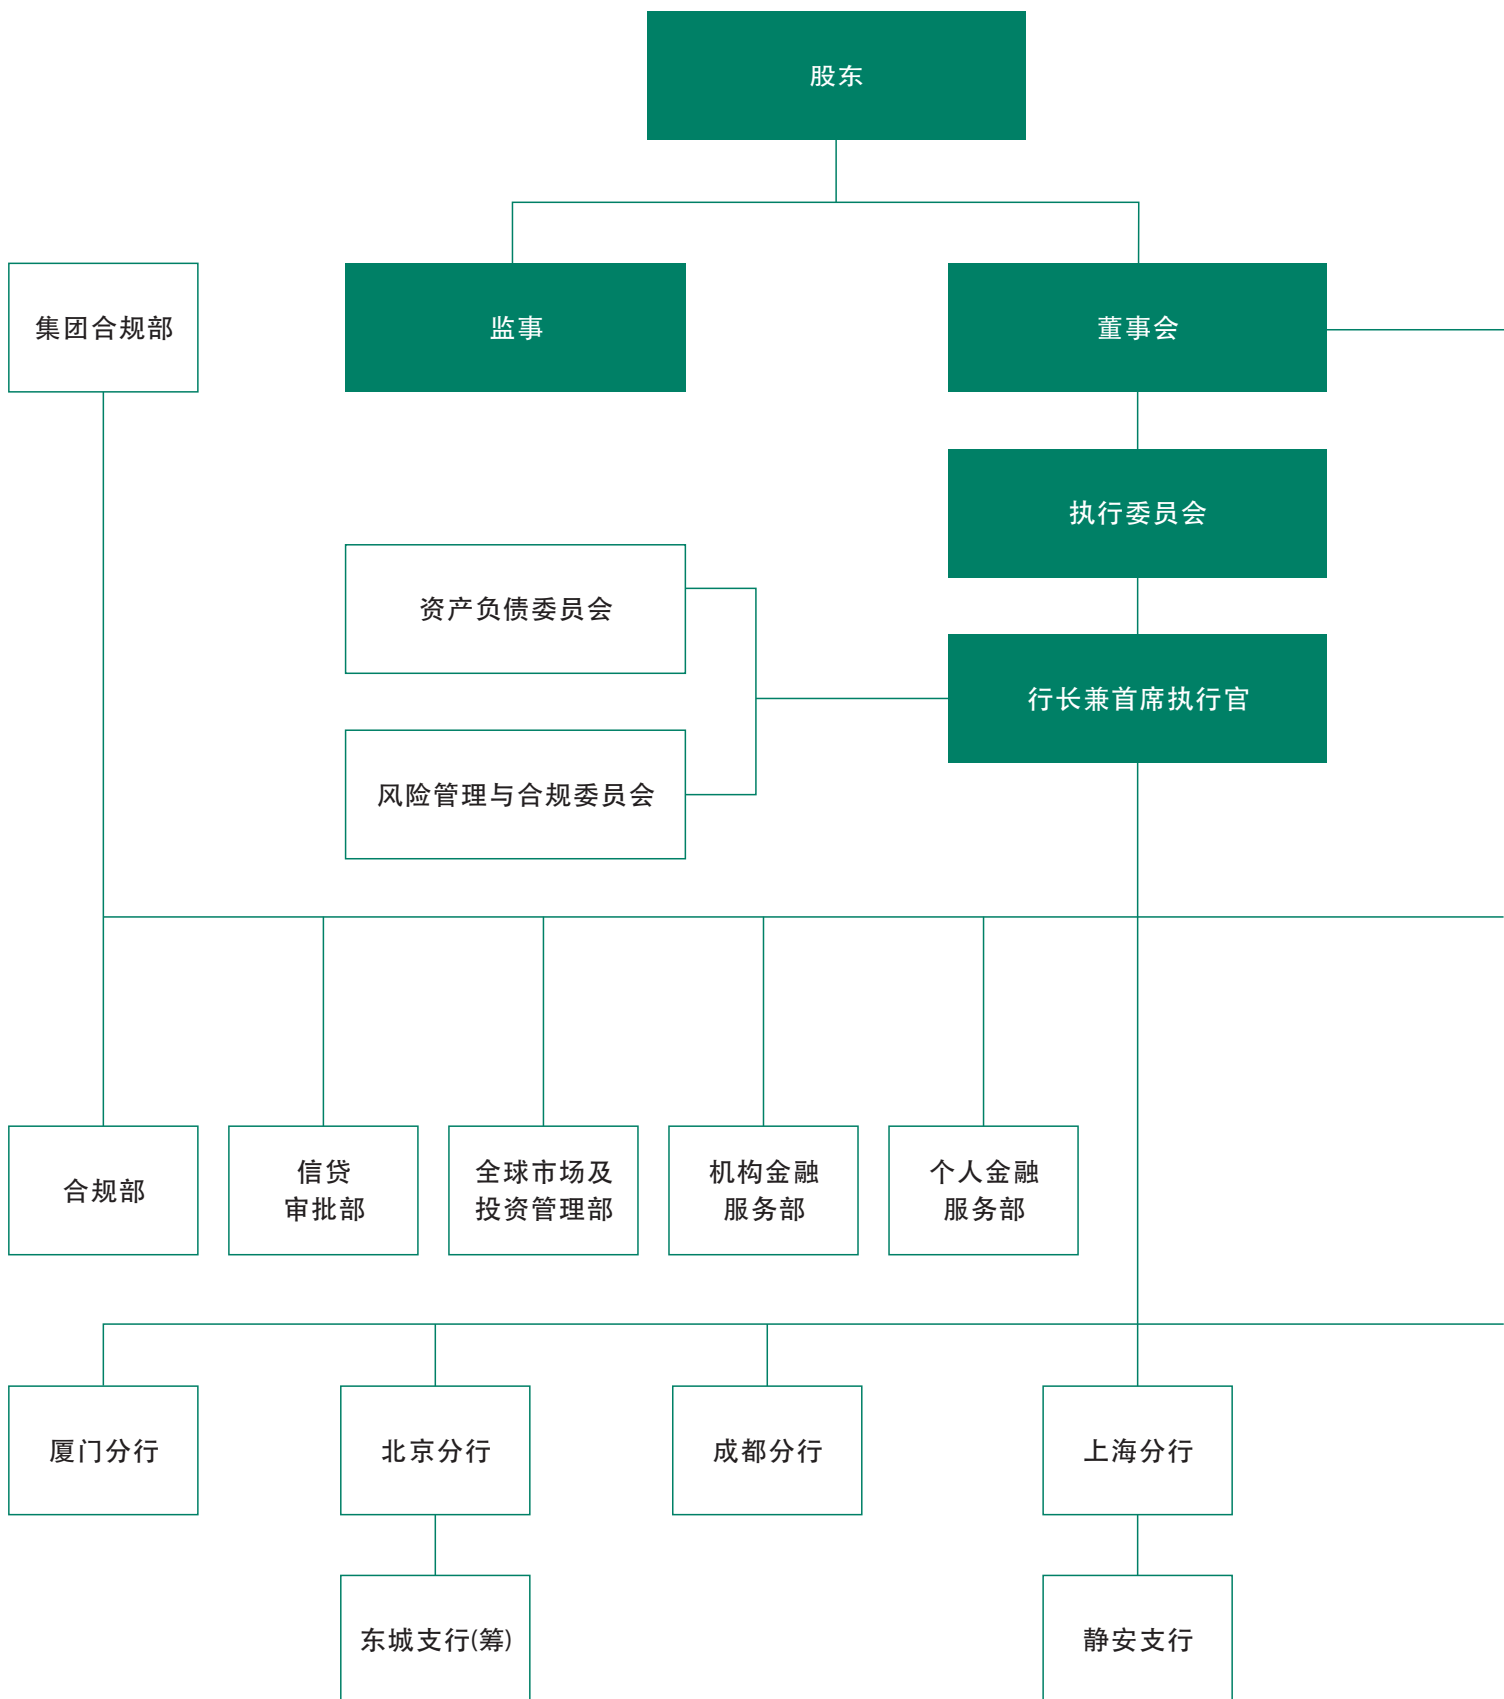 股东
集团合规部
监事
董事会
执行委员会
资产负债委员会
行长兼首席执行官
风险管理与合规委员会
合规部
信贷
审批部
全球市场及
投资管理部
机构金融
服务部
个人金融
服务部
厦门分行
北京分行
成都分行
上海分行
东城支行(筹)
静安支行